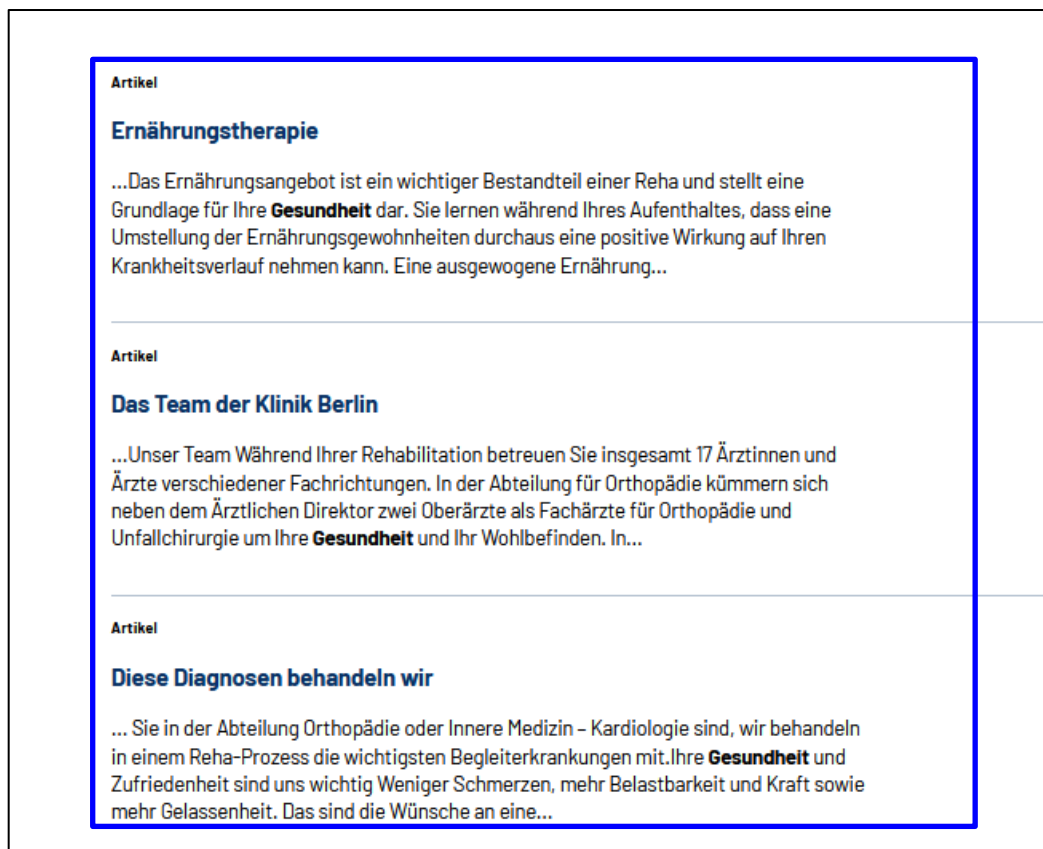 Artikel
Ernährungstherapie
...Das Ernährungsangebot ist ein wichtiger Bestandteil einer Reha und stellt eine
Grundlage für Ihre Gesundheit dar. Sie lernen während Ihres Aufenthaltes, dass eine
Umstellung der Ernährungsgewohnheiten durchaus eine positive Wirkung auf Ihren
Krankheitsverlauf nehmen kann. Eine ausgewogene Ernährung...
Artikel
Das Team der Klinik Berlin
...Unser Team Während Ihrer Rehabilitation betreuen Sie insgesamt 17 Ärztinnen und
Ärzte verschiedener Fachrichtungen. In der Abteilung für Orthopädie kümmern sich
neben dem Ärztlichen Direktor zwei Oberärzte als Fachärzte für Orthopädie und
Unfallchirurgie um Ihre Gesundheit und Ihr Wohlbefinden. In...
Artikel
Diese Diagnosen behandeln wir
... Sie in der Abteilung Orthopädie oder Innere Medizin – Kardiologie sind, wir behandeln
in einem Reha-Prozess die wichtigsten Begleiterkrankungen mit.Ihre Gesundheit und
Zufriedenheit sind uns wichtig Weniger Schmerzen, mehr Belastbarkeit und Kraft sowie
mehr Gelassenheit. Das sind die Wünsche an eine...